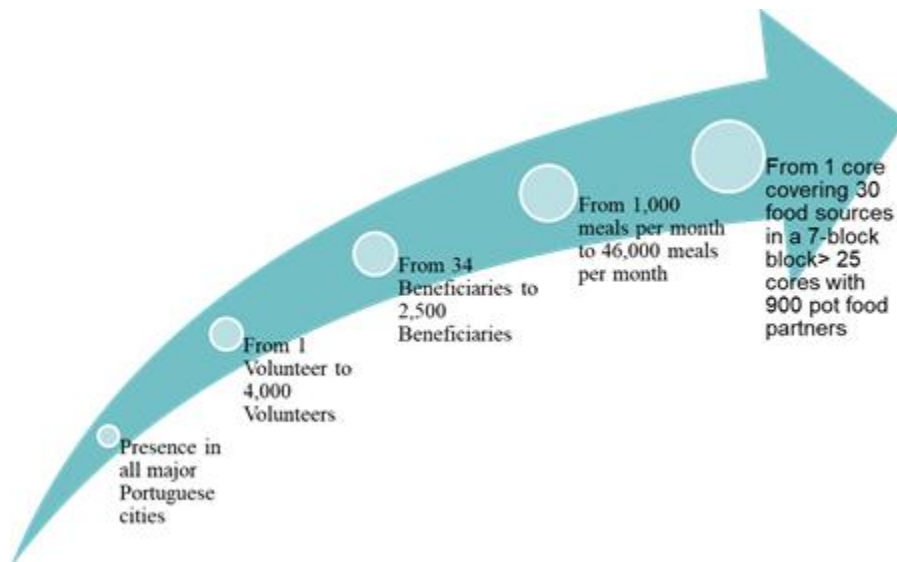 Presence in
all major
Portuguese
cities
From 1
Volunteer to
4,000
Volunteers
From 34
Beneficiaries to
2,500
Beneficiaries
From 1,000
meals per month
to 46,000 meals
per month
From 1 core
covering 30
food sources
in a 7-block
block> 25
cores with
900 pot food
partners